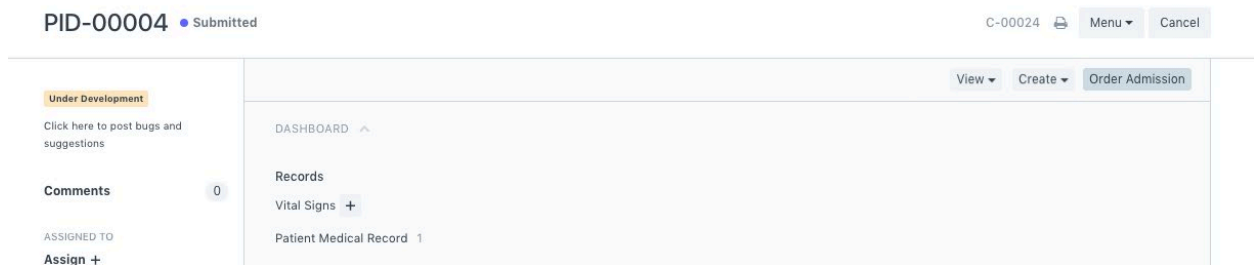 PID-00004 Submitted C-00024 Menu Cancel
View Create Order Admission
Under Development
Click here to post bugs and
suggestions
DASHBOARD
Comments 0
Records
Vital Signs +
ASSIGNED TO
Assign +
Patient Medical Record 1